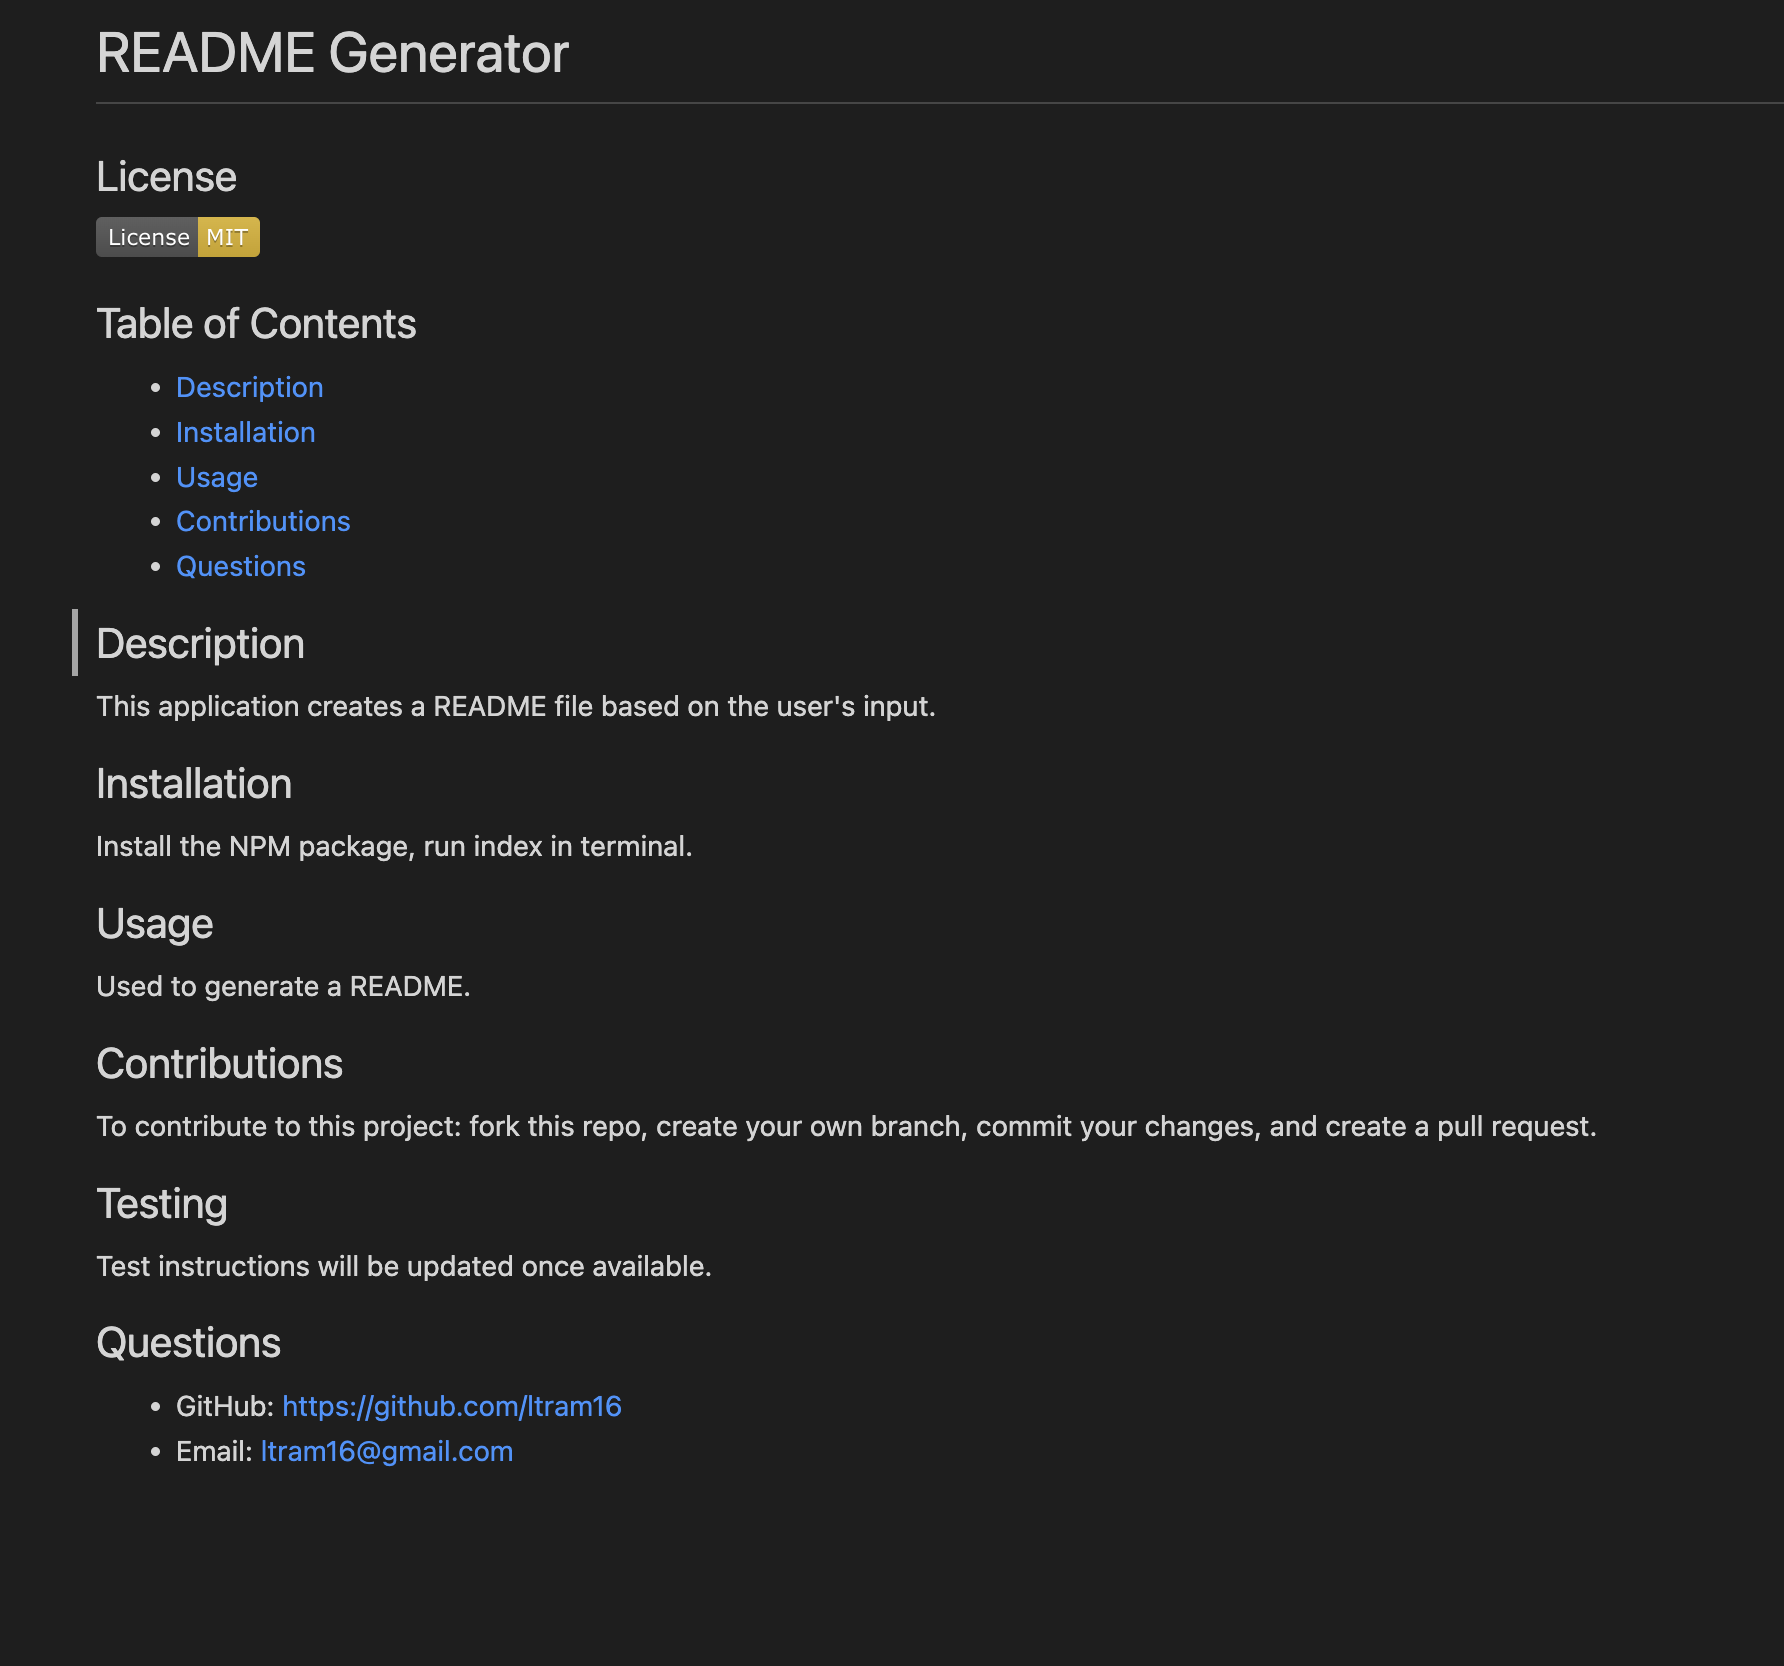 README Generator
License
License MIT
Table of Contents
Description
Installation
Usage
Contributions
Questions
Description
This application creates a README file based on the user's input.
Installation
Install the NPM package, run index in terminal.
Usage
Used to generate a README.
Contributions
To contribute to this project: fork this repo, create your own branch, commit your changes, and create a pull request.
Testing
Test instructions will be updated once available.
Questions
GitHub: https://github.com/ltram16
Email: ltram16@gmail.com